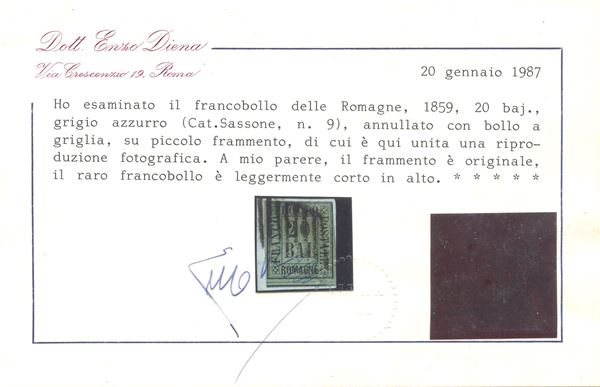 Dott. Enzo Diena
Via Crescenzio 19, Roma
20 gennaio 1987
Ho esaminato il francobollo delle Romagne, 1859, 20 baj.,
grigio azzurro (Cat.Sassone, n. 9), annullato con bollo a
griglia, su piccolo frammento, di cui è qui unita una ripro-
duzione fotografica. A mio parere, il frammento è originale,
il raro francobollo è leggermente corto in alto. * * * * *
FRANCO
20
BAI
ROMAGNE